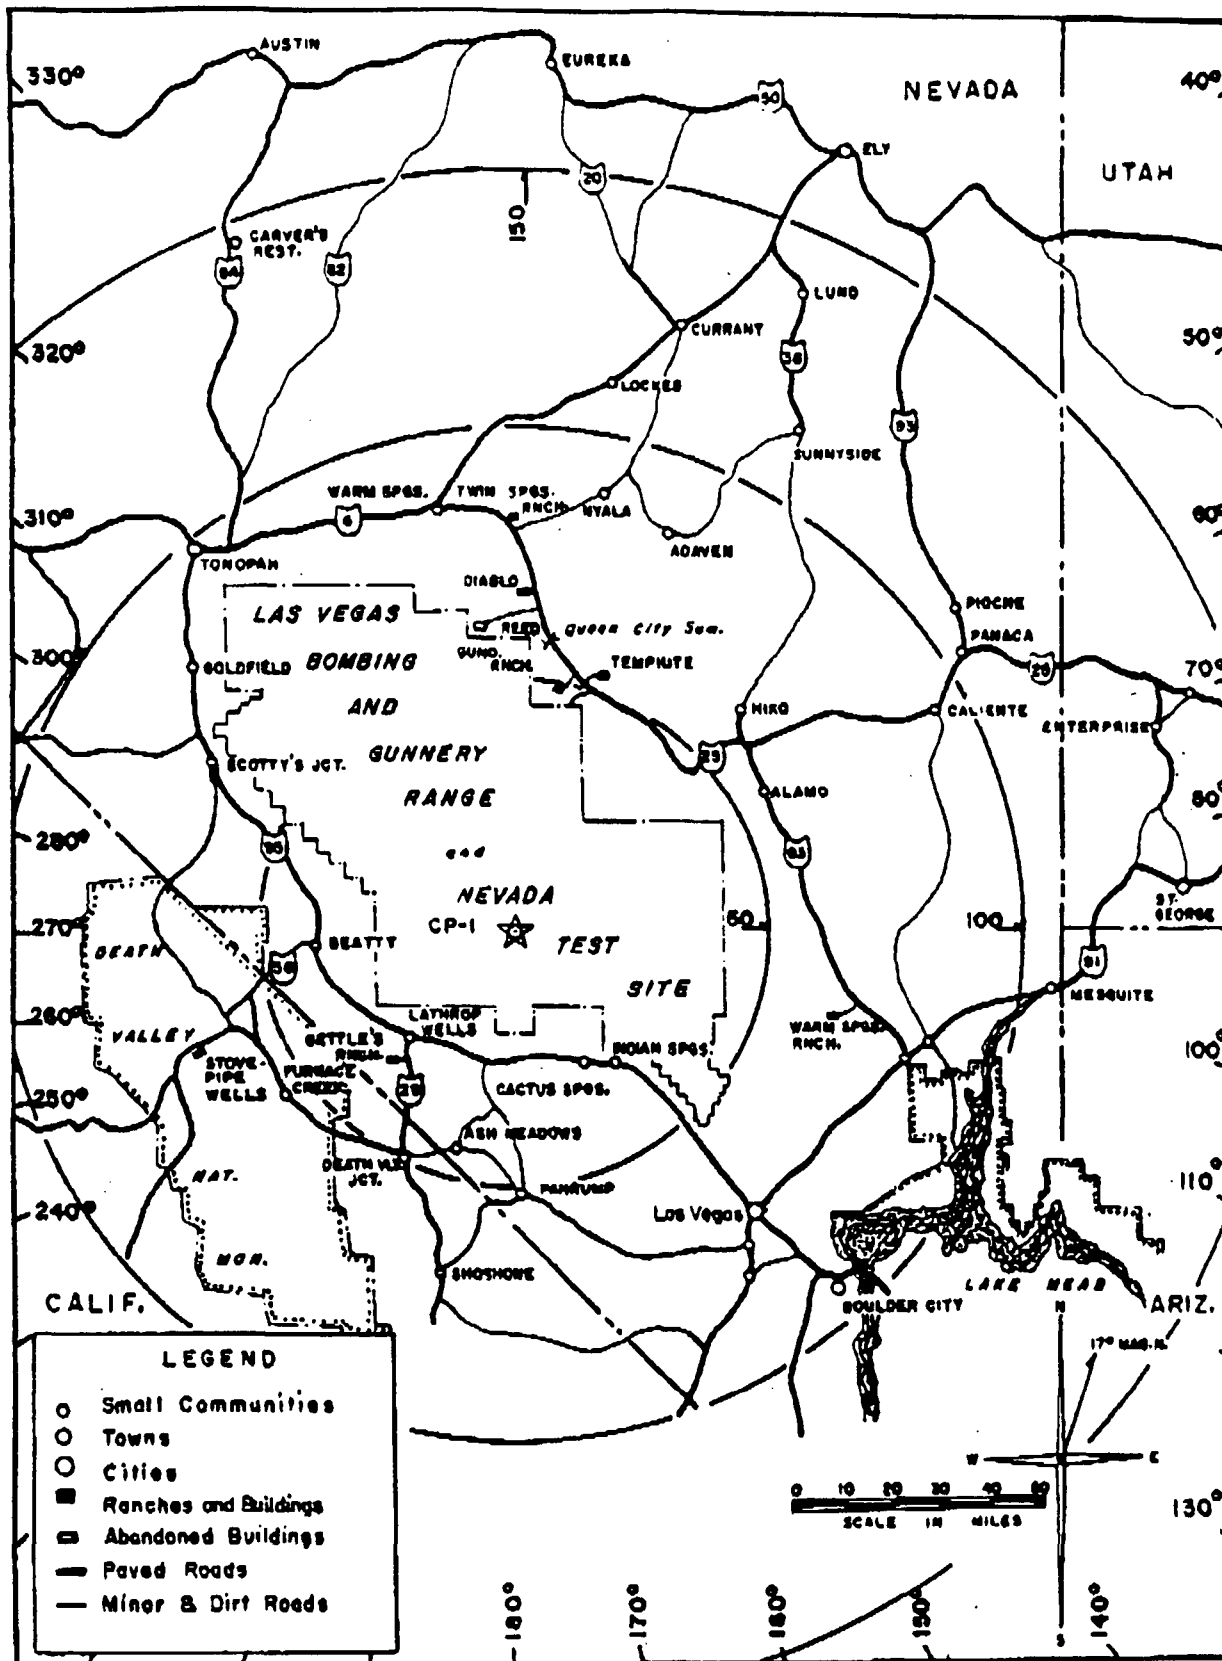 AUSTIN
EUREKA
330°
40°
NEVADA
50
ELY
UTAH
20
150
CARVER'S
REST.
84
82
LUND
CURRANT
320°
50°
38
LOCKES
93
SUNNYSIDE
WARM SPGS.
TWIN SPGS.
RNCH.
NYALA
310°
60°
6
ADAVEN
TONOPAH
DIABLO
LAS VEGAS
REED
Queen City Sum.
PIOCHE
PANACA
300°
BOMBING
RNCH.
TEMPIUTE
70°
GOLDFIELD
25
AND
HIKO
CALIENTE
ENTERPRISE
SCOTTY'S JCT.
GUNNERY
25
RANGE
ALAMO
80°
280°
95
and
93
NEVADA
ST.
GEORGE
270°
CP-1
50
100
DEATH
BEATTY
TEST
58
91
SITE
MESQUITE
260°
LATHROP
WELLS
WARM SPGS.
RNCH.
VALLEY
GETTLE'S
RNCH.
INDIAN SPGS.
100°
STOVE-
PIPE
WELLS
FURNACE
CREEK
29
CACTUS SPGS.
250°
ASH MEADOWS
DEATH VLY.
JCT.
NAT.
PAHRUMP
110°
240°
Las Vegas
MON.
SHOSHONE
LAKE MEAD
CALIF.
BOULDER CITY
ARIZ.
N
17° MAG. N.
LEGEND
Small Communities
Towns
Cities
Ranches and Buildings
Abandoned Buildings
Paved Roads
Minor & Dirt Roads
W
E
0 10 20 30 40 50
SCALE IN MILES
130°
180°
170°
160°
150°
140°
S